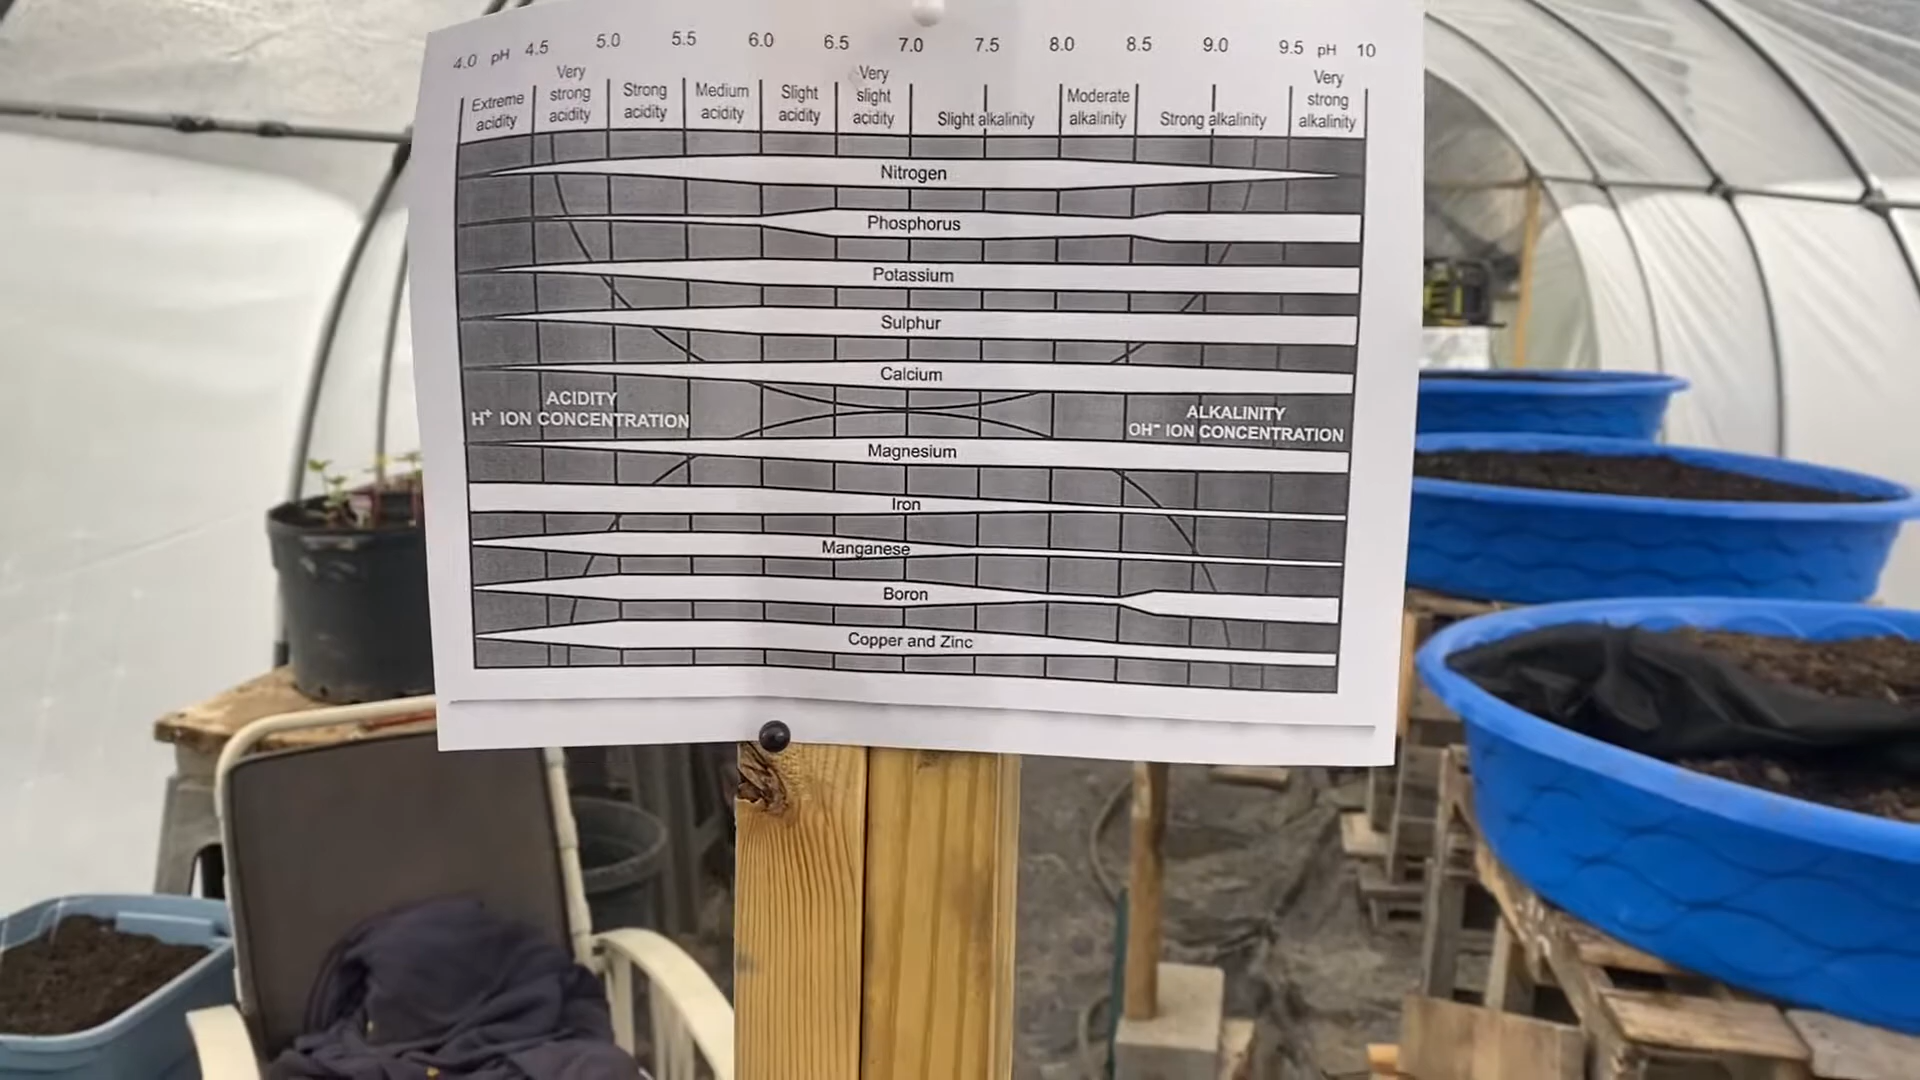 4.0 pH 4.5 5.0 5.5 6.0 6.5 7.0 7.5 8.0 8.5 9.0 9.5 pH 10
Extreme acidity
Very strong acidity
Strong acidity
Medium acidity
Slight acidity
Very slight acidity
Slight alkalinity
Moderate alkalinity
Strong alkalinity
Very strong alkalinity
Nitrogen
Phosphorus
Potassium
Sulphur
Calcium
ACIDITY
H⁺ ION CONCENTRATION
ALKALINITY
OH⁻ ION CONCENTRATION
Magnesium
Iron
Manganese
Boron
Copper and Zinc